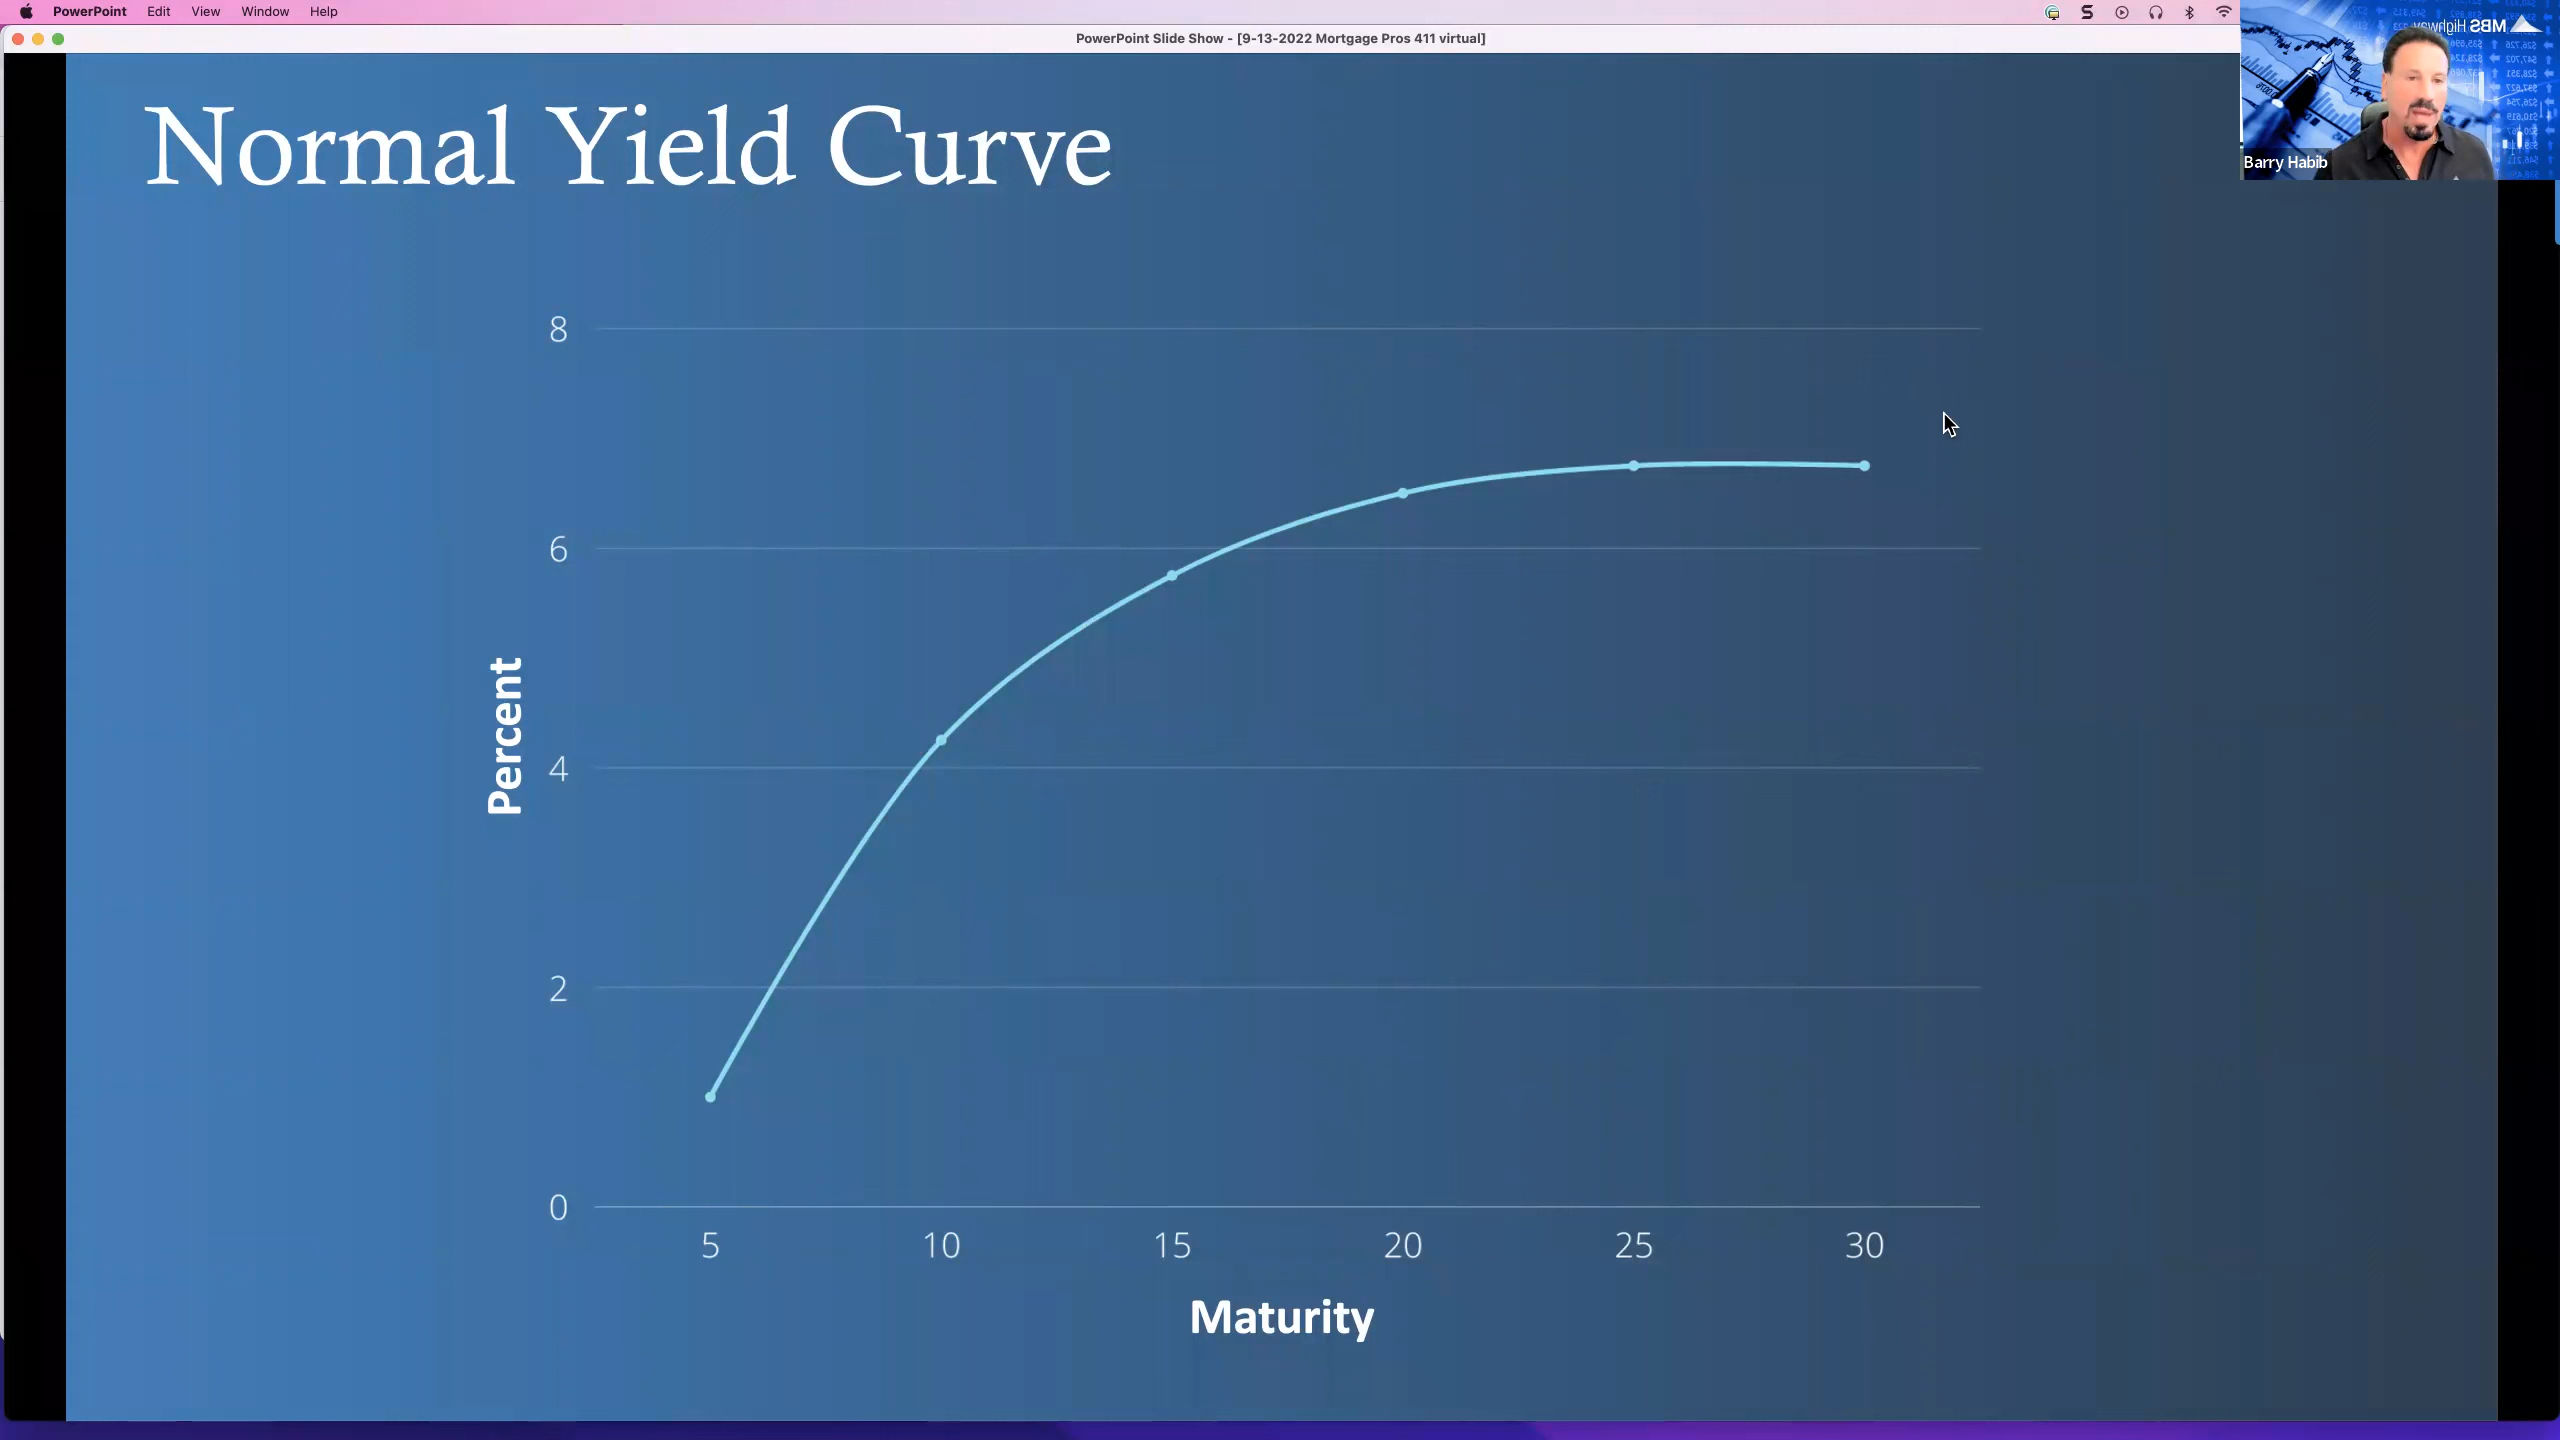 PowerPoint Edit View Window Help
PowerPoint Slide Show - [9-13-2022 Mortgage Pros 411 virtual]
MBS Highway
Barry Habib
Normal Yield Curve
8
6
4
2
0
Percent
5 10 15 20 25 30
Maturity